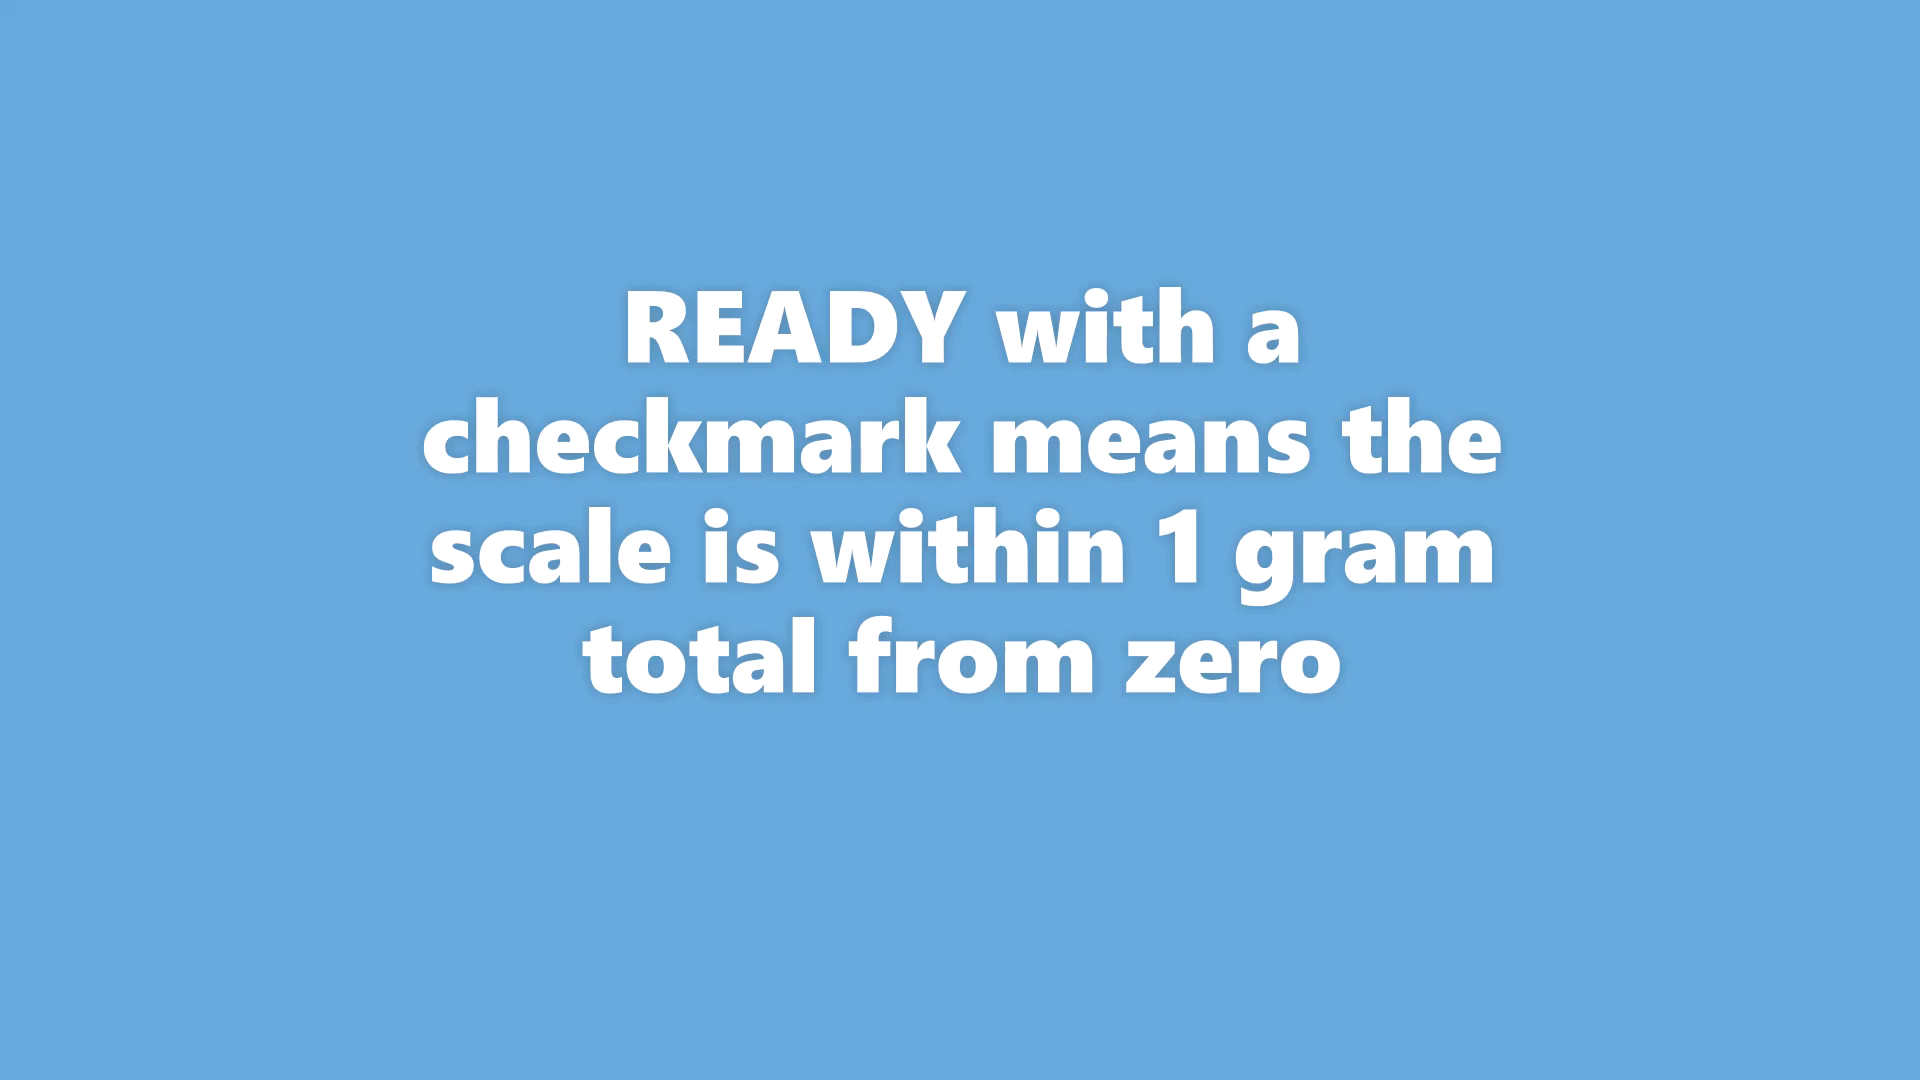 READY with a
checkmark means the
scale is within 1 gram
total from zero